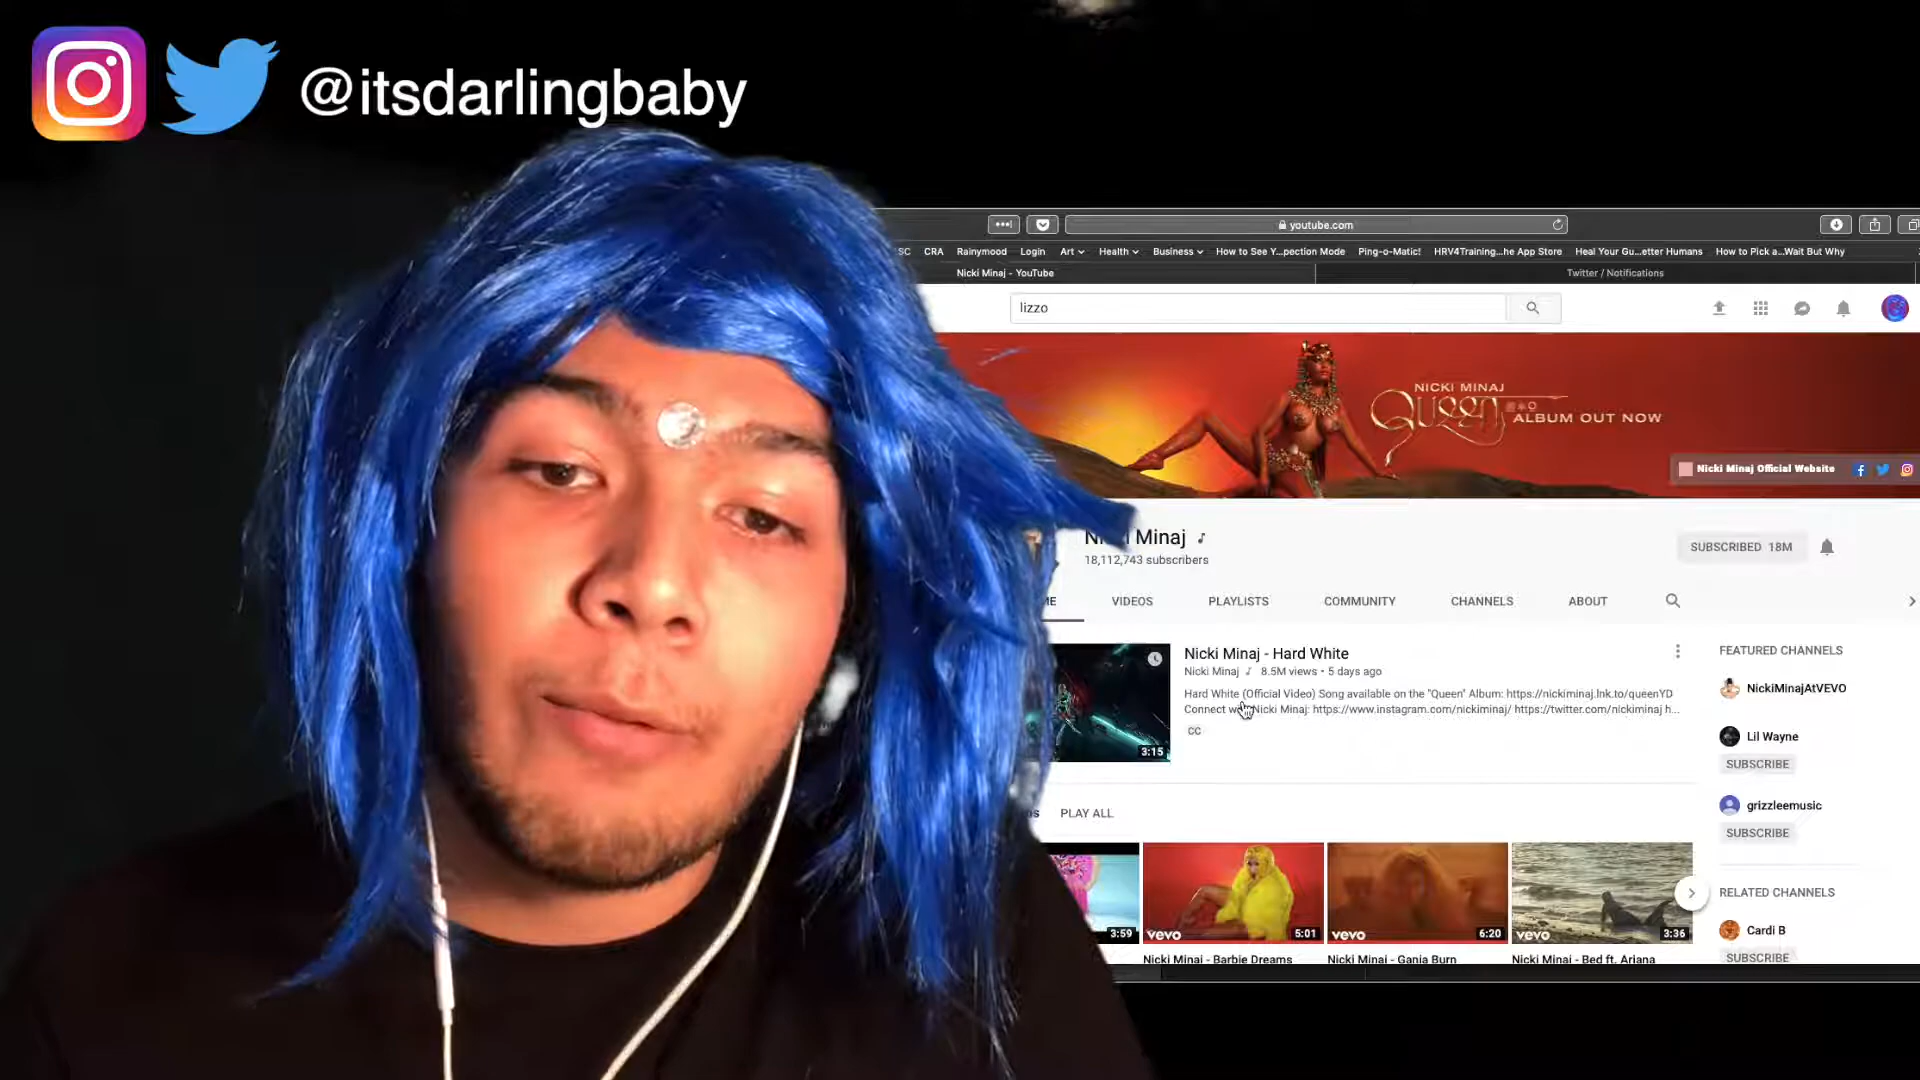 @itsdarlingbaby
youtube.com
SC CRA Rainymood Login Art Health Business How to See Y...pection Mode Ping-o-Matic! HRV4Training...he App Store Heal Your Gu...etter Humans How to Pick a...Wait But Why
Nicki Minaj - YouTube Twitter / Notifications
lizzo
NICKI MINAJ
Queen ALBUM OUT NOW
Nicki Minaj Official Website
Minaj
18,112,743 subscribers
SUBSCRIBED 18M
VIDEOS PLAYLISTS COMMUNITY CHANNELS ABOUT
Nicki Minaj - Hard White
Nicki Minaj 8.5M views • 5 days ago
Hard White (Official Video) Song available on the "Queen" Album: https://nickiminaj.lnk.to/queenYD
Connect Nicki Minaj: https://www.instagram.com/nickiminaj/ https://twitter.com/nickiminaj h...
CC
3:15
PLAY ALL
3:59
vevo 5:01
vevo 6:20
vevo 3:36
Nicki Minaj - Barbie Dreams
Nicki Minaj - Ganja Burn
Nicki Minaj - Bed ft. Ariana
FEATURED CHANNELS
NickiMinajAtVEVO
Lil Wayne
SUBSCRIBE
grizzleemusic
SUBSCRIBE
RELATED CHANNELS
Cardi B
SUBSCRIBE